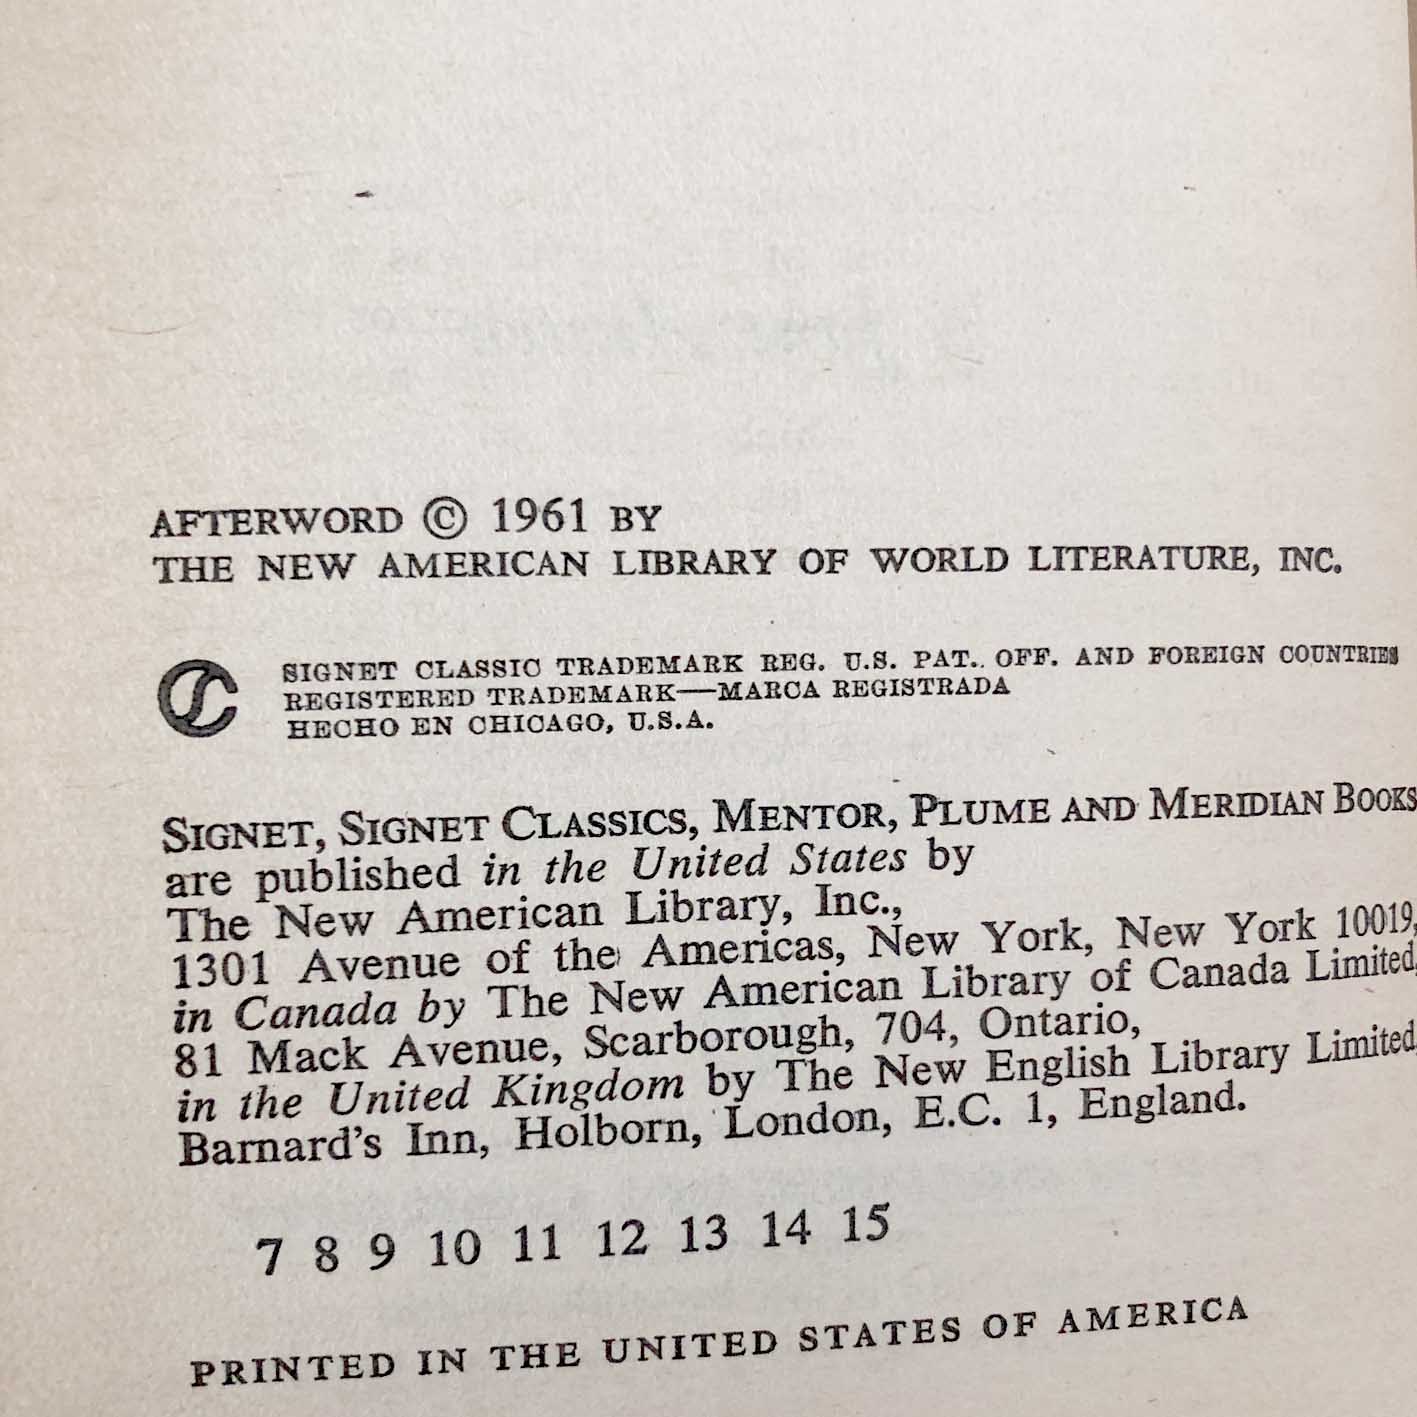 AFTERWORD © 1961 BY
THE NEW AMERICAN LIBRARY OF WORLD LITERATURE, INC.
SIGNET CLASSIC TRADEMARK REG. U.S. PAT. OFF. AND FOREIGN COUNTRIES
REGISTERED TRADEMARK—MARCA REGISTRADA
HECHO EN CHICAGO, U.S.A.
SIGNET, SIGNET CLASSICS, MENTOR, PLUME AND MERIDIAN BOOKS
are published in the United States by
The New American Library, Inc.,
1301 Avenue of the Americas, New York, New York 10019,
in Canada by The New American Library of Canada Limited,
81 Mack Avenue, Scarborough, 704, Ontario,
in the United Kingdom by The New English Library Limited,
Barnard's Inn, Holborn, London, E.C. 1, England.
7 8 9 10 11 12 13 14 15
PRINTED IN THE UNITED STATES OF AMERICA